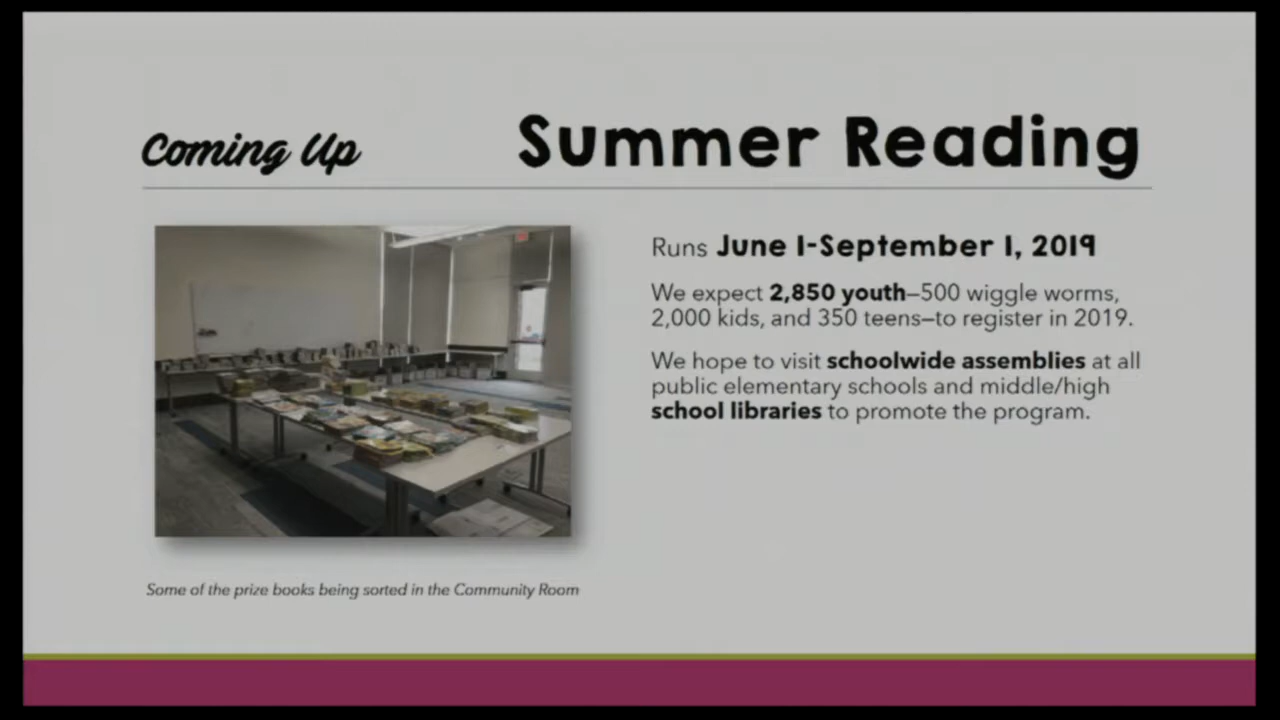 Coming Up
Summer Reading
Runs June 1-September 1, 2019
We expect 2,850 youth—500 wiggle worms,
2,000 kids, and 350 teens—to register in 2019.
We hope to visit schoolwide assemblies at all
public elementary schools and middle/high
school libraries to promote the program.
Some of the prize books being sorted in the Community Room